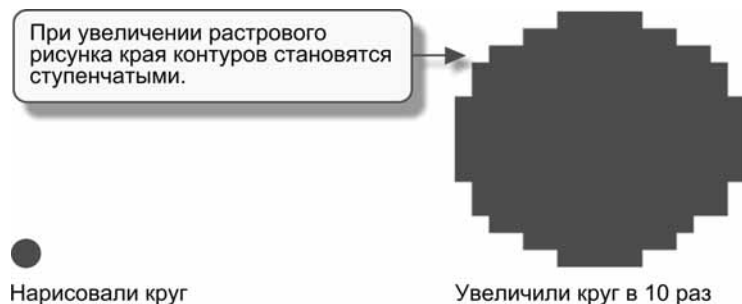 При увеличении растрового
рисунка края контуров становятся
ступенчатыми.
Нарисовали круг
Увеличили круг в 10 раз